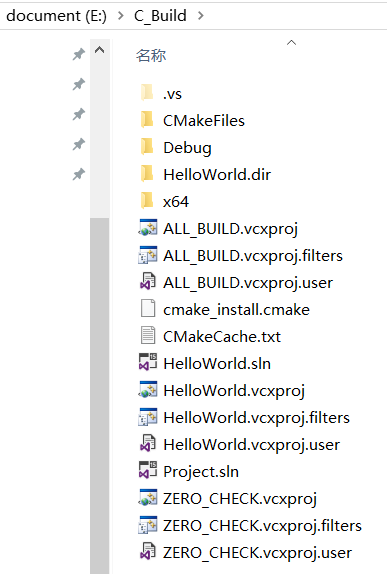 document (E:) > C_Build >
名称
.vs
CMakeFiles
Debug
HelloWorld.dir
x64
ALL_BUILD.vcxproj
ALL_BUILD.vcxproj.filters
ALL_BUILD.vcxproj.user
cmake_install.cmake
CMakeCache.txt
HelloWorld.sln
HelloWorld.vcxproj
HelloWorld.vcxproj.filters
HelloWorld.vcxproj.user
Project.sln
ZERO_CHECK.vcxproj
ZERO_CHECK.vcxproj.filters
ZERO_CHECK.vcxproj.user